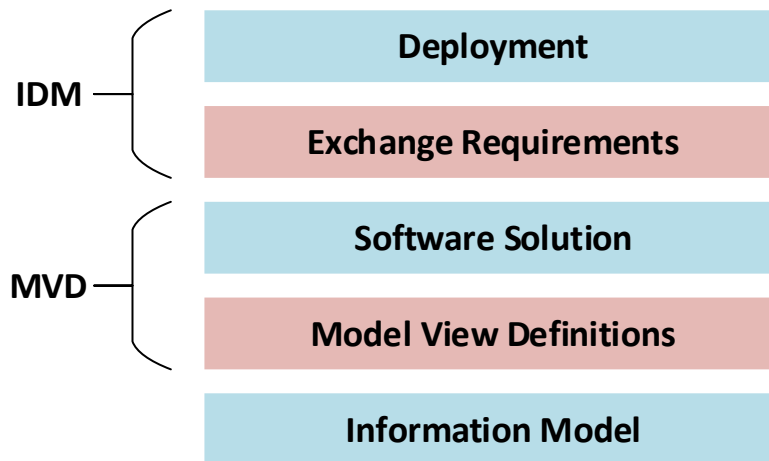 Deployment
IDM
Exchange Requirements
Software Solution
MVD
Model View Definitions
Information Model